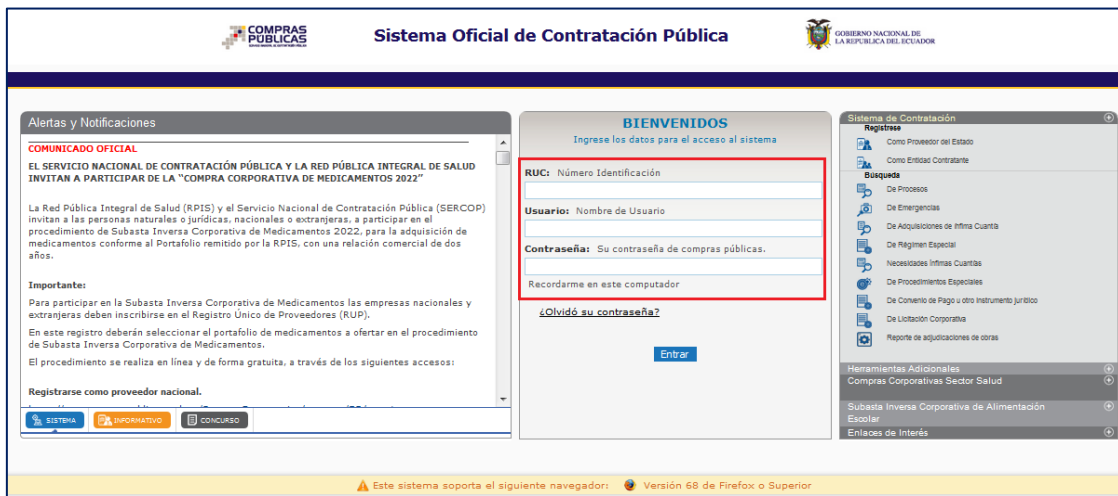 COMPRAS
PÚBLICAS
Sistema Oficial de Contratación Pública
GOBIERNO NACIONAL DE
LA REPUBLICA DEL ECUADOR
Alertas y Notificaciones
COMUNICADO OFICIAL
EL SERVICIO NACIONAL DE CONTRATACIÓN PÚBLICA Y LA RED PÚBLICA INTEGRAL DE SALUD
INVITAN A PARTICIPAR DE LA “COMPRA CORPORATIVA DE MEDICAMENTOS 2022”
La Red Pública Integral de Salud (RPIS) y el Servicio Nacional de Contratación Pública (SERCOP)
invitan a las personas naturales o jurídicas, nacionales o extranjeras, a participar en el
procedimiento de Subasta Inversa Corporativa de Medicamentos 2022, para la adquisición de
medicamentos conforme al Portafolio remitido por la RPIS, con una relación comercial de dos
años.
Importante:
Para participar en la Subasta Inversa Corporativa de Medicamentos las empresas nacionales y
extranjeras deben inscribirse en el Registro Único de Proveedores (RUP).
En este registro deberán seleccionar el portafolio de medicamentos a ofertar en el procedimiento
de Subasta Inversa Corporativa de Medicamentos.
El procedimiento se realiza en línea y de forma gratuita, a través de los siguientes accesos:
Registrarse como proveedor nacional.
SISTEMA
INFORMATIVO
CONCURSO
BIENVENIDOS
Ingrese los datos para el acceso al sistema
RUC: Número Identificación
Usuario: Nombre de Usuario
Contraseña: Su contraseña de compras públicas.
Recordarme en este computador
¿Olvidó su contraseña?
Entrar
Sistema de Contratación
Regístrese
Como Proveedor del Estado
Como Entidad Contratante
Búsqueda
De Procesos
De Emergencias
De Adquisiciones de Ínfima Cuantía
De Régimen Especial
Necesidades Ínfimas Cuantías
De Procedimientos Especiales
De Convenio de Pago u otro Instrumento jurídico
De Licitación Corporativa
Reporte de adjudicaciones de obras
Herramientas Adicionales
Compras Corporativas Sector Salud
Subasta Inversa Corporativa de Alimentación
Escolar
Enlaces de Interés
Este sistema soporta el siguiente navegador: Versión 68 de Firefox o Superior